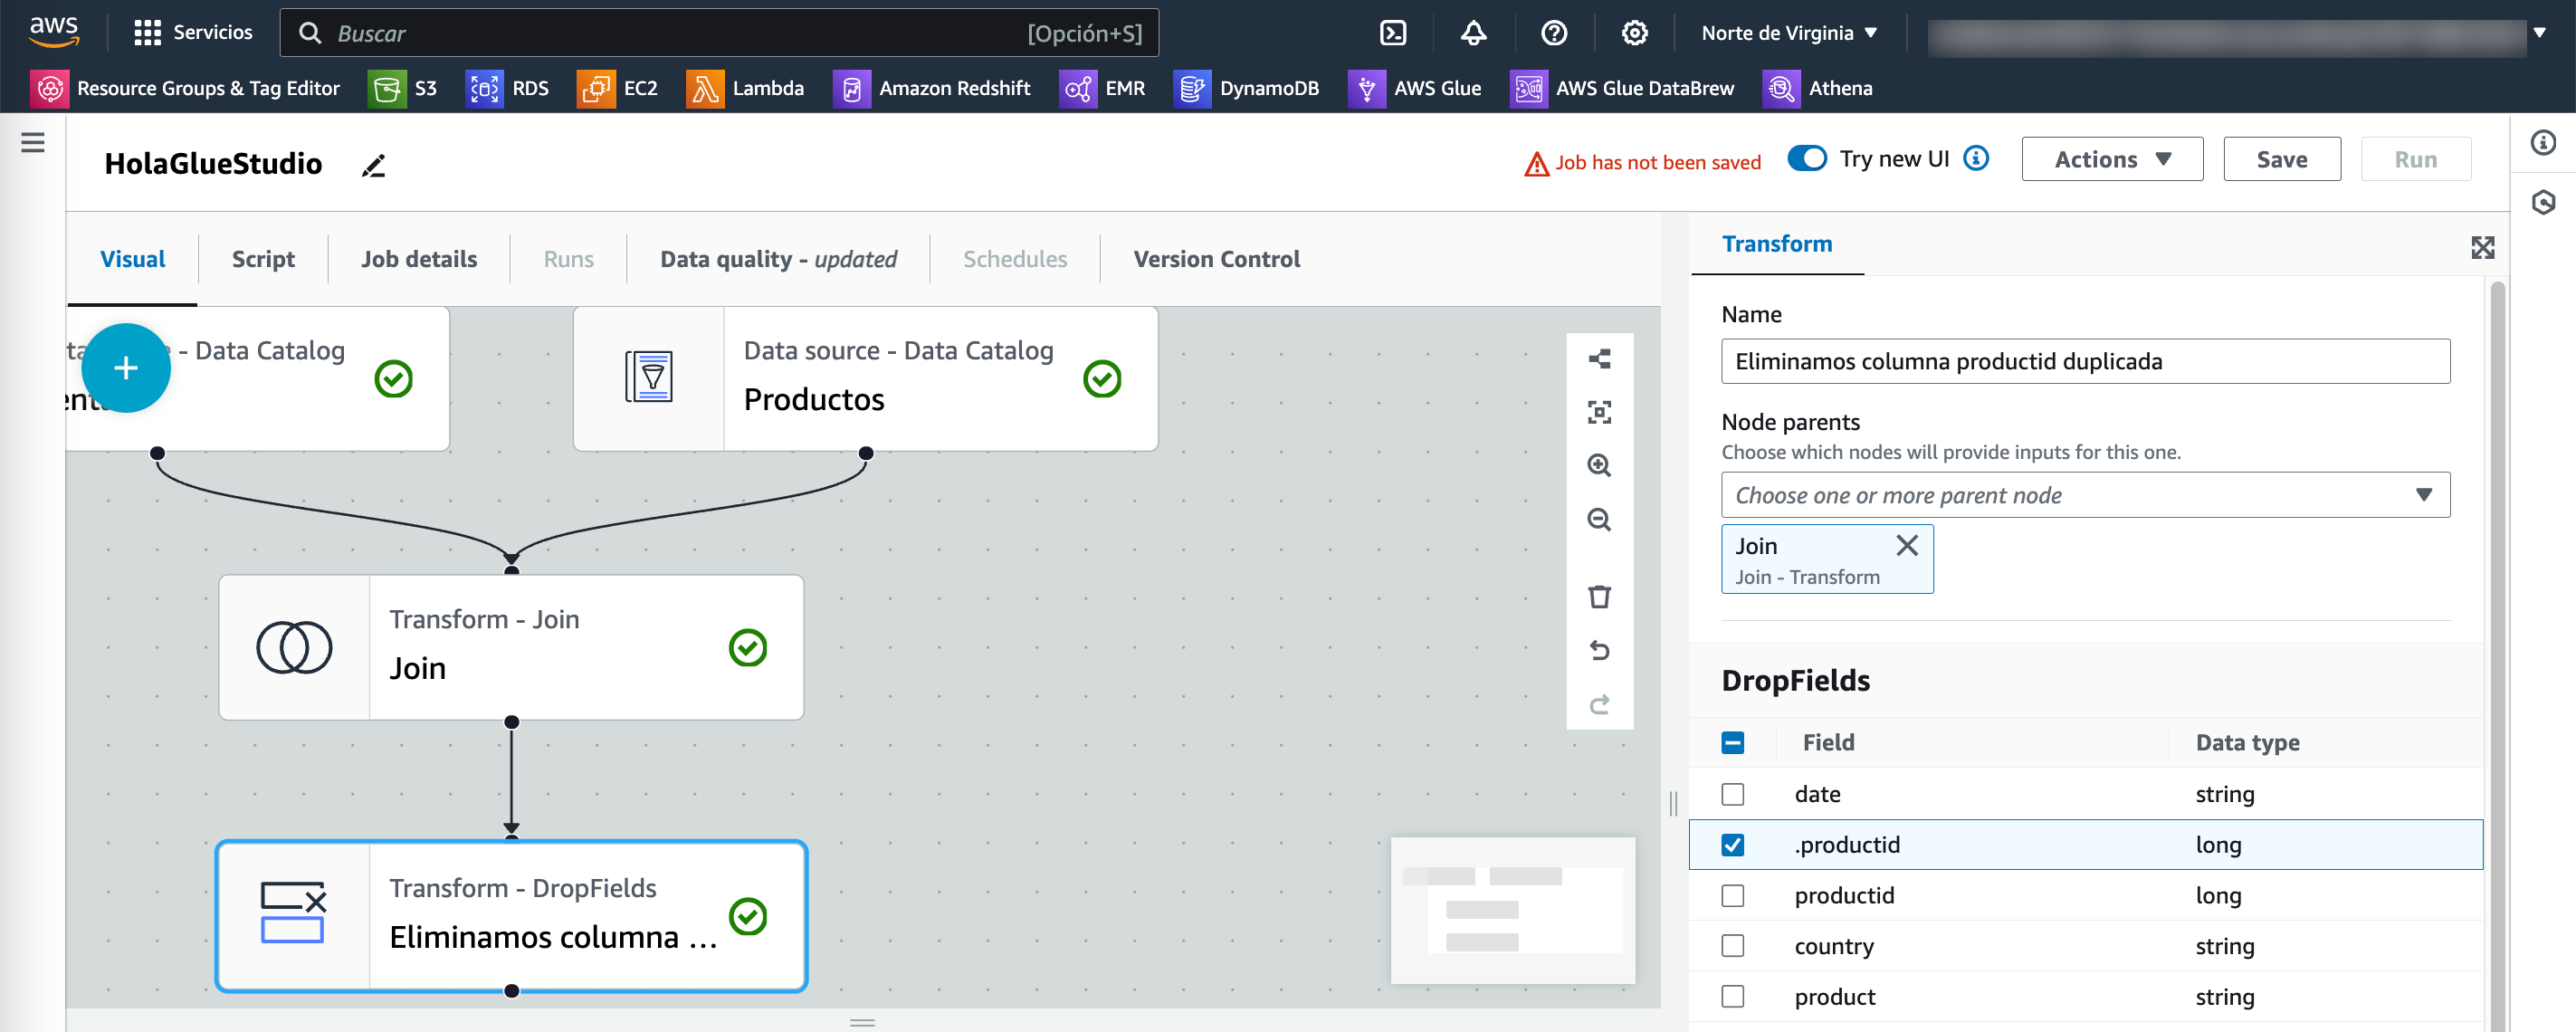 aws
Servicios
Buscar
[Opción+S]
Norte de Virginia
Resource Groups & Tag Editor
S3
RDS
EC2
Lambda
Amazon Redshift
EMR
DynamoDB
AWS Glue
AWS Glue DataBrew
Athena
HolaGlueStudio
Job has not been saved
Try new UI
Actions
Save
Run
Visual
Script
Job details
Runs
Data quality - updated
Schedules
Version Control
- Data Catalog
Data source - Data Catalog
Productos
Transform - Join
Join
Transform - DropFields
Eliminamos columna ...
Transform
Name
Eliminamos columna productid duplicada
Node parents
Choose which nodes will provide inputs for this one.
Choose one or more parent node
Join
Join - Transform
DropFields
Field Data type
date string
.productid long
productid long
country string
product string